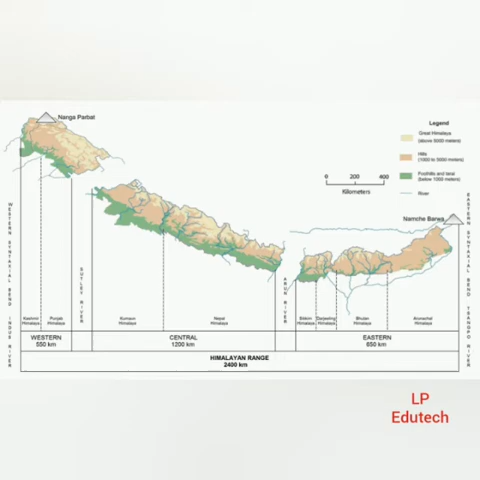 Nanga Parbat
Legend
Great Himalaya
(above 5000 meters)
Hills
(1000 to 5000 meters)
Foothills and tarai
(below 1000 meters)
River
0 200 400
Kilometers
Namche Barwa
WESTERN SYNTAXIAL BEND INDUS RIVER
SUTLEY RIVER
ARUN RIVER
EASTERN SYNTAXIAL BEND TSANGPO RIVER
Kashmir
Himalaya
Punjab
Himalaya
Kumaon
Himalaya
Nepal
Himalaya
Sikkim
Himalaya
Darjeeling
Himalaya
Bhutan
Himalaya
Arunachal
Himalaya
WESTERN
550 km
CENTRAL
1200 km
EASTERN
650 km
HIMALAYAN RANGE
2400 km
LP
Edutech